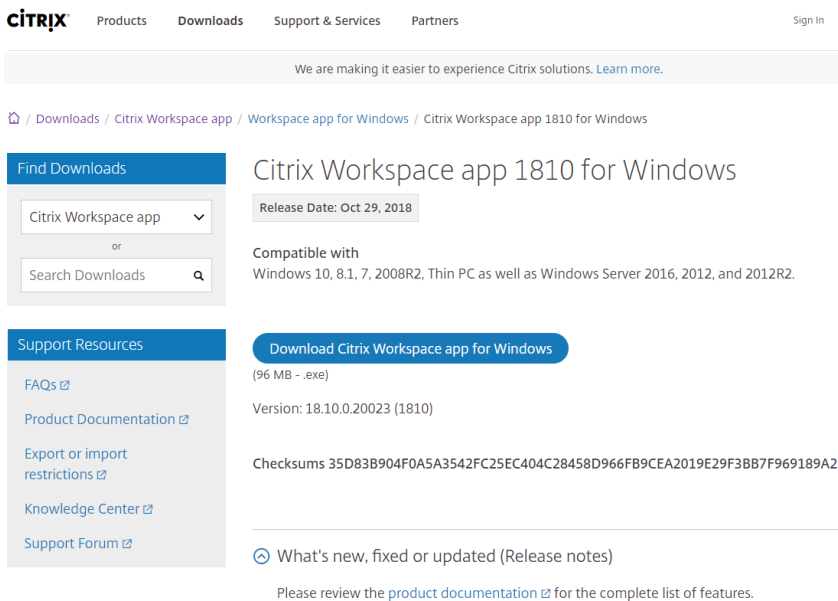 CİTRIX
Products Downloads Support & Services Partners Sign In
We are making it easier to experience Citrix solutions. Learn more.
/ Downloads / Citrix Workspace app / Workspace app for Windows / Citrix Workspace app 1810 for Windows
Find Downloads
Citrix Workspace app
or
Search Downloads
Support Resources
FAQs
Product Documentation
Export or import
restrictions
Knowledge Center
Support Forum
Citrix Workspace app 1810 for Windows
Release Date: Oct 29, 2018
Compatible with
Windows 10, 8.1, 7, 2008R2, Thin PC as well as Windows Server 2016, 2012, and 2012R2.
Download Citrix Workspace app for Windows
(96 MB - .exe)
Version: 18.10.0.20023 (1810)
Checksums 35D83B904F0A5A3542FC25EC404C28458D966FB9CEA2019E29F3BB7F969189A2
What's new, fixed or updated (Release notes)
Please review the product documentation for the complete list of features.